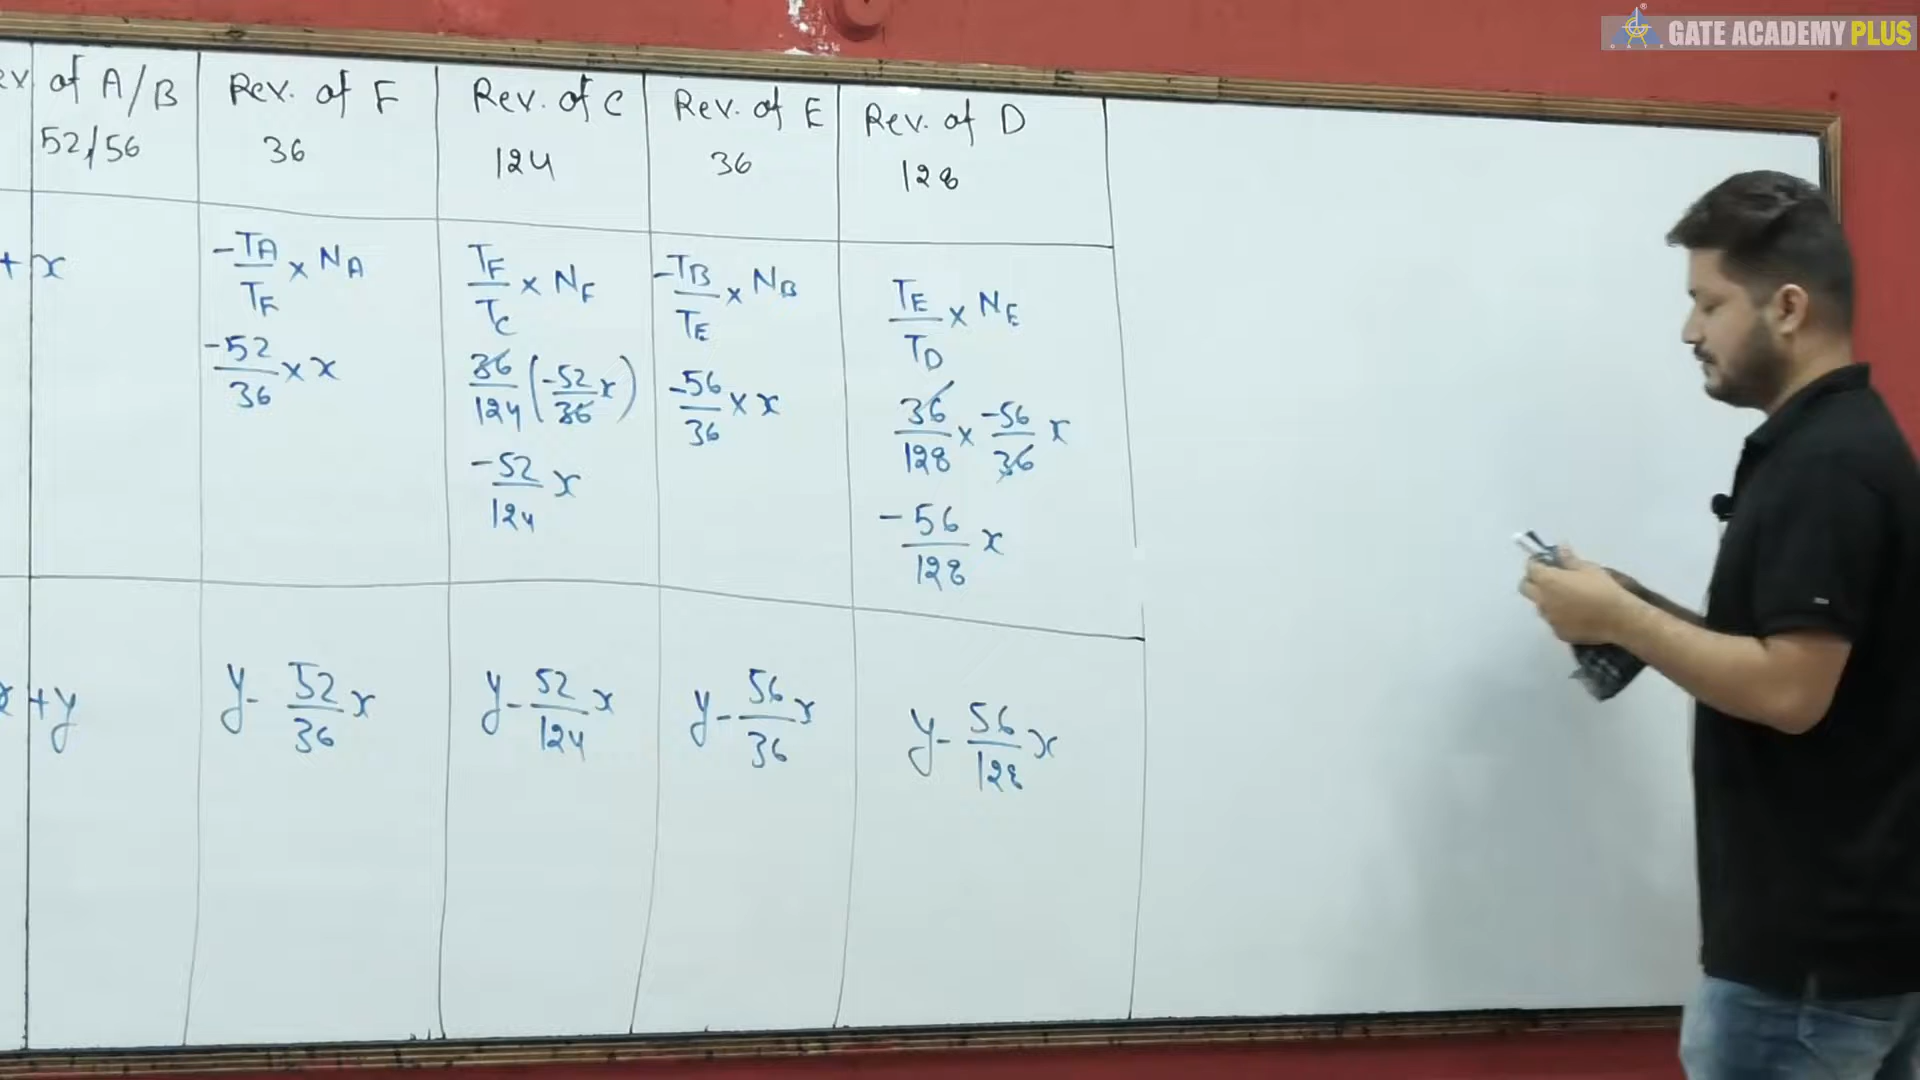 GATE ACADEMY PLUS
of A/B
52/56
Rev. of F
36
Rev. of C
124
Rev. of E
36
Rev. of D
128
+ x
-TA/TF × NA
-52/36 × x
TF/TC × NF
36/124 (-52/36 x)
-52/124 x
-TB/TE × NB
-56/36 × x
TE/TD × NE
36/128 × -56/36 x
-56/128 x
x + y
y - 52/36 x
y - 52/124 x
y - 56/36 x
y - 56/128 x